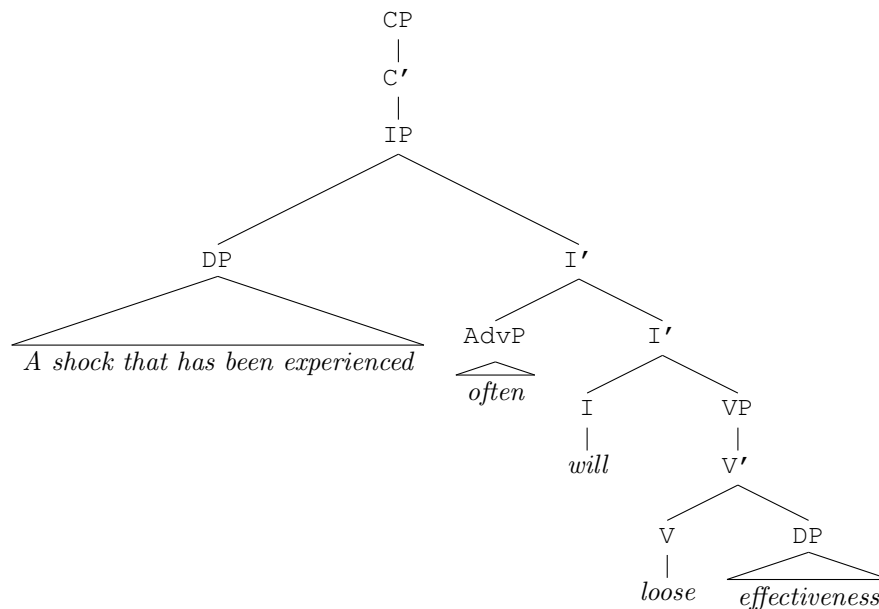 CP
C′
IP
DP I′
A shock that has been experienced
AdvP I′
often
I VP
will V′
V DP
loose effectiveness